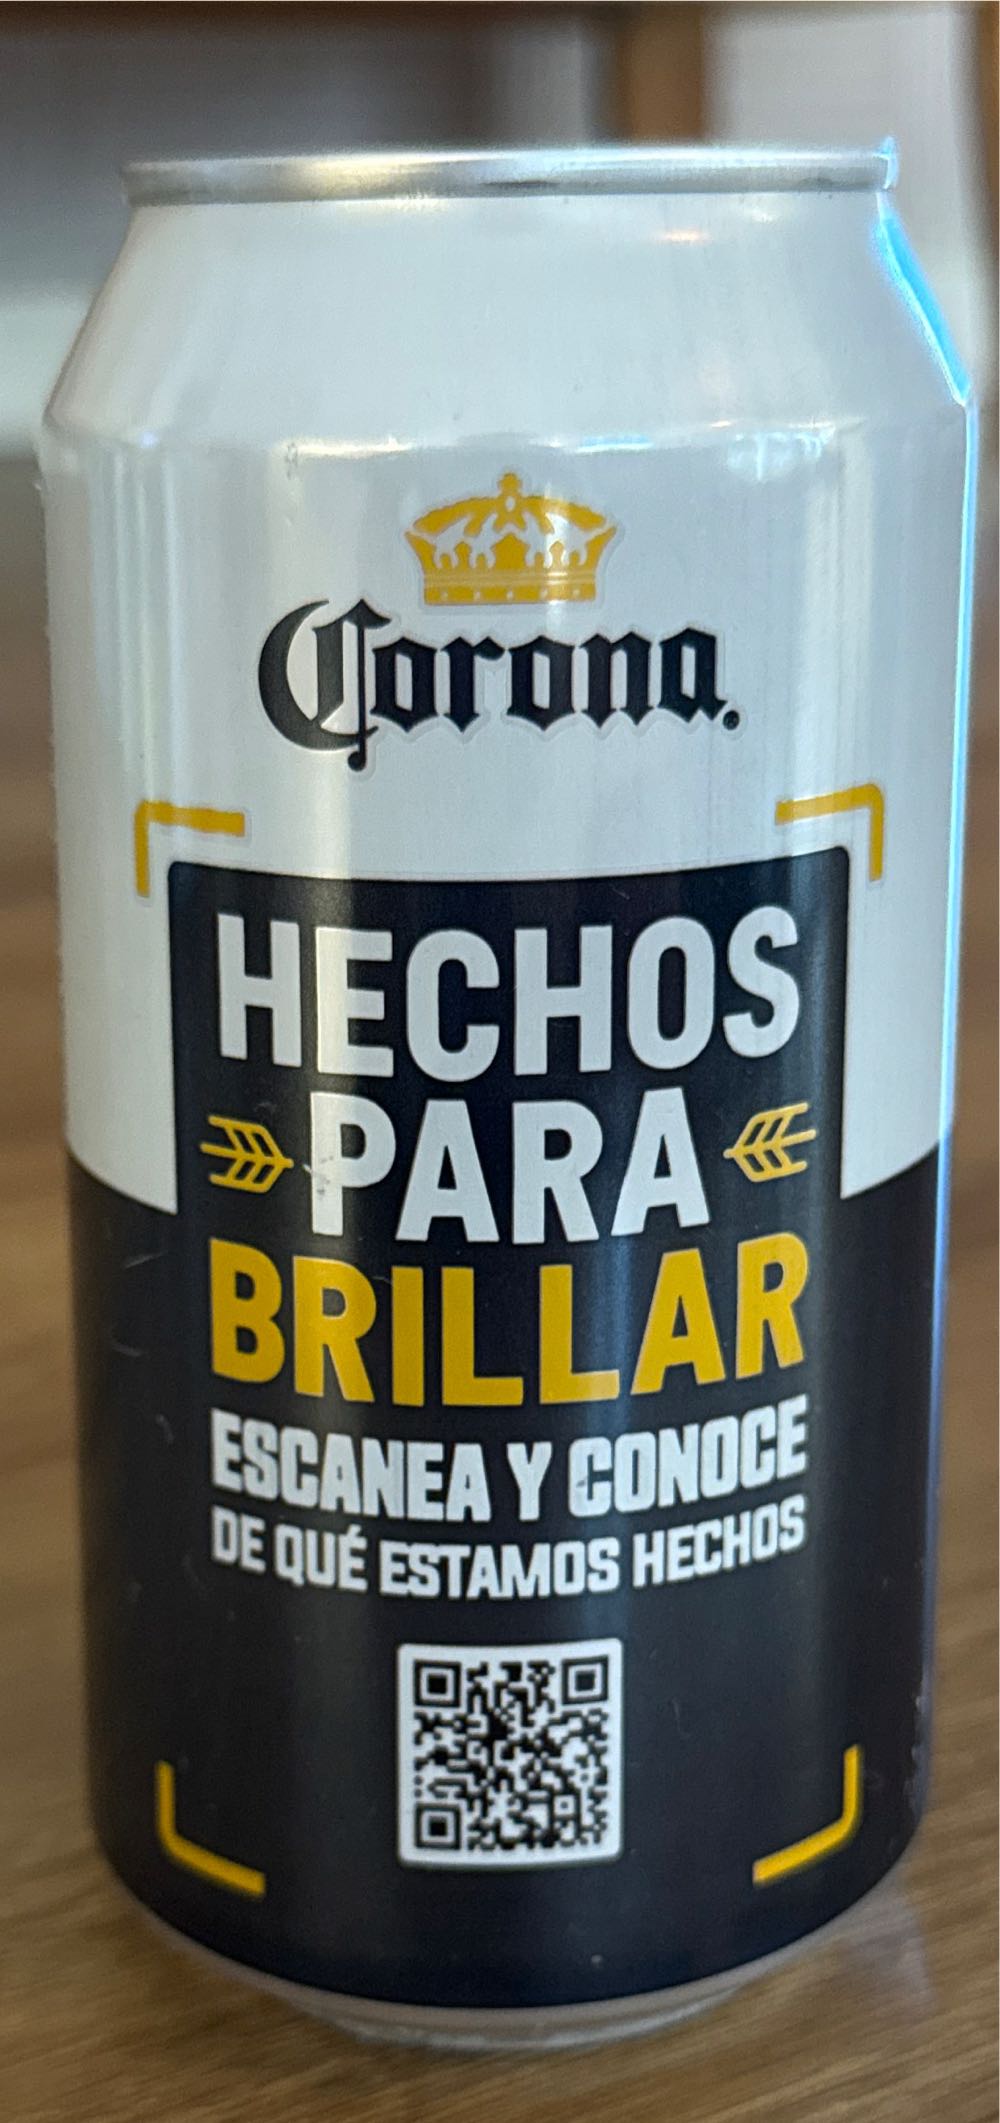 Corona.
HECHOS
PARA
BRILLAR
ESCANEA Y CONOCE
DE QUÉ ESTAMOS HECHOS